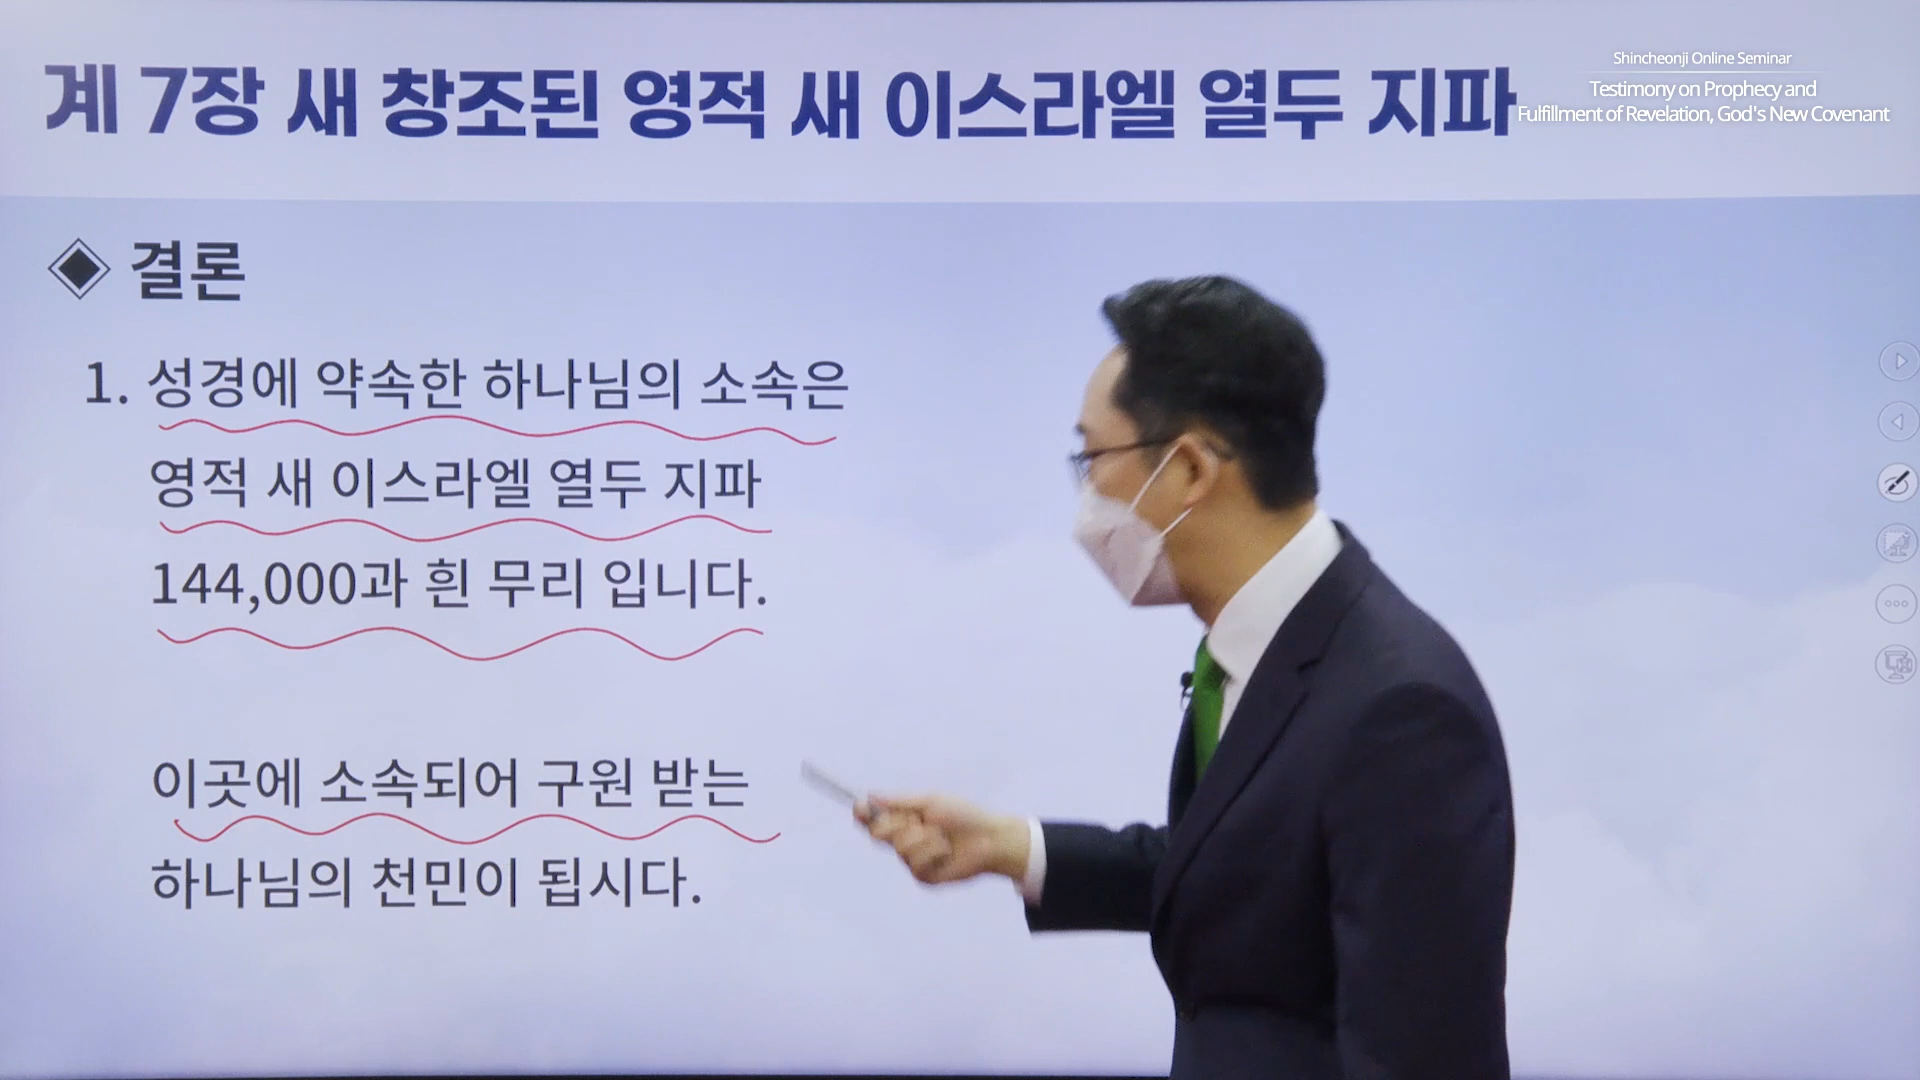 계 7장 새 창조된 영적 새 이스라엘 열두 지파
Shincheonji Online Seminar
Testimony on Prophecy and
Fulfillment of Revelation, God's New Covenant
결론
1. 성경에 약속한 하나님의 소속은
영적 새 이스라엘 열두 지파
144,000과 흰 무리 입니다.
이곳에 소속되어 구원 받는
하나님의 천민이 됩시다.